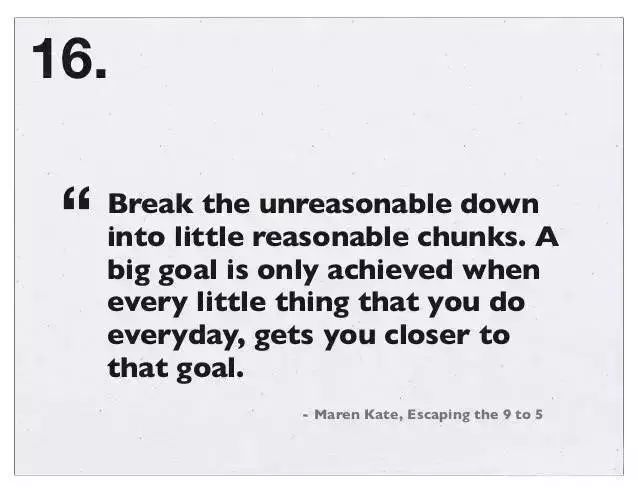 16.
“ Break the unreasonable down
into little reasonable chunks. A
big goal is only achieved when
every little thing that you do
everyday, gets you closer to
that goal.
- Maren Kate, Escaping the 9 to 5